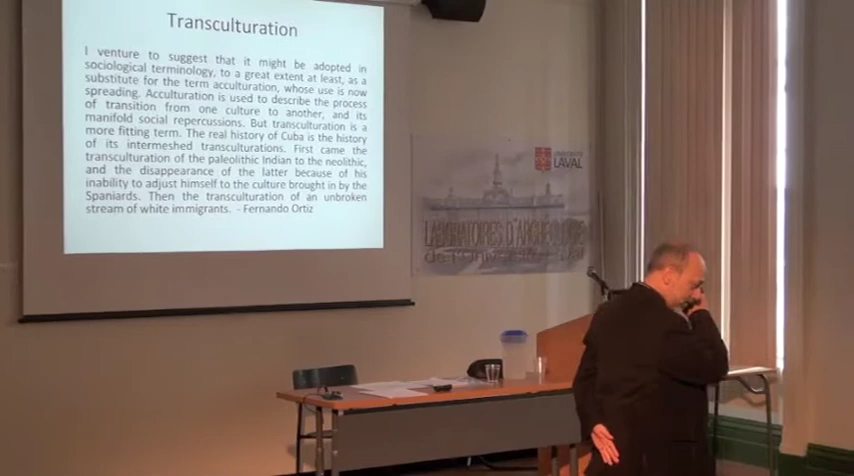 Transculturation
I venture to suggest that it might be adopted in
sociological terminology, to a great extent at least, as a
substitute for the term acculturation, whose use is now
spreading. Acculturation is used to describe the process
of transition from one culture to another, and its
manifold social repercussions. But transculturation is a
more fitting term. The real history of Cuba is the history
of its intermeshed transculturations. First came the
transculturation of the paleolithic Indian to the neolithic,
and the disappearance of the latter because of his
inability to adjust himself to the culture brought in by the
Spaniards. Then the transculturation of an unbroken
stream of white immigrants. - Fernando Ortiz
UNIVERSITÉ
LAVAL
LABORATOIRES D'ARCHÉOLOGIE
de l'Université Laval